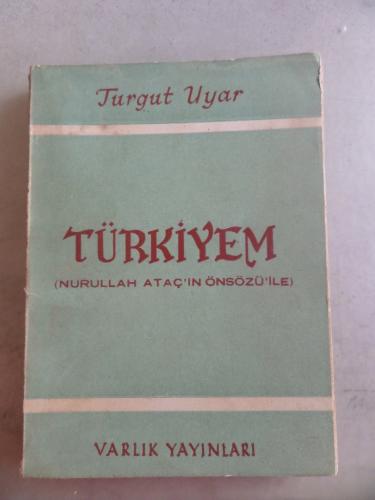 Turgut Uyar
TÜRKİYEM
(NURULLAH ATAÇ'IN ÖNSÖZÜ'İLE)
VARLIK YAYINLARI